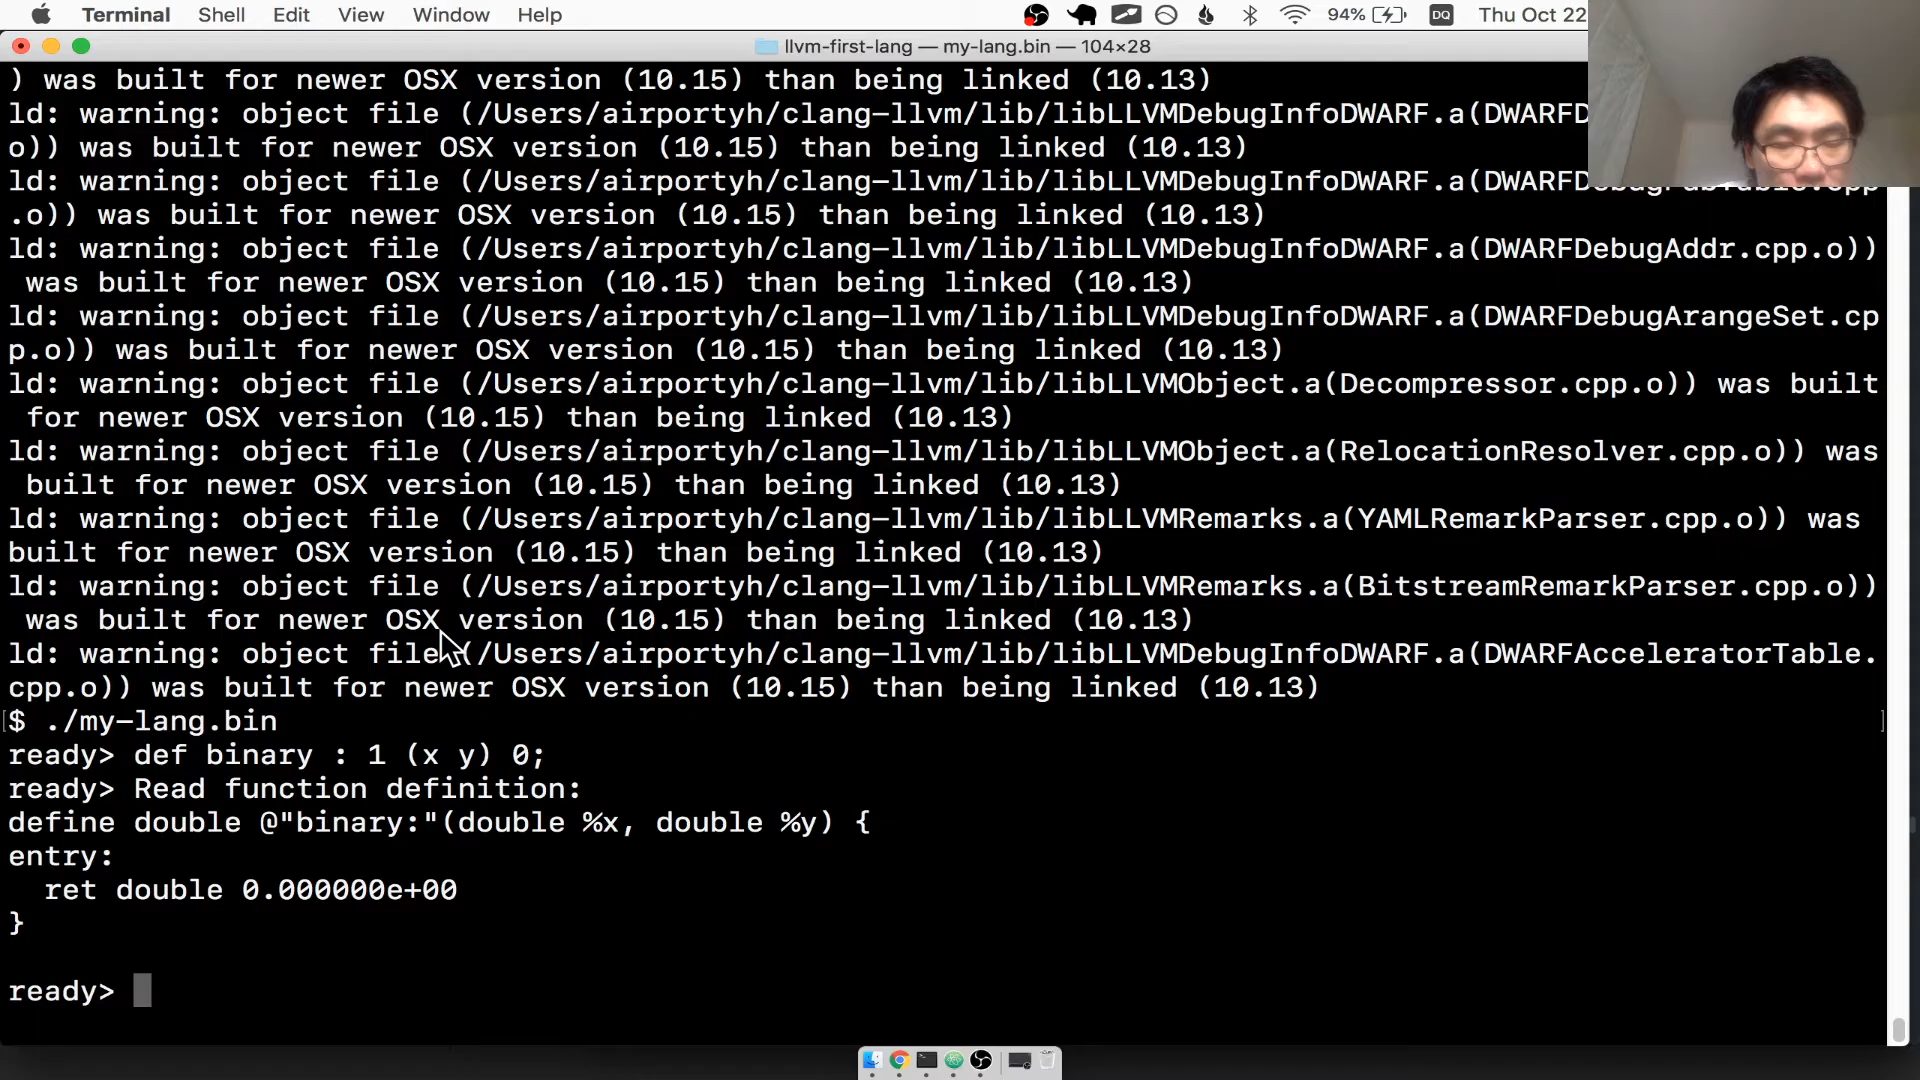 Terminal Shell Edit View Window Help 94% DQ Thu Oct 22
llvm-first-lang — my-lang.bin — 104×28
) was built for newer OSX version (10.15) than being linked (10.13)
ld: warning: object file (/Users/airportyh/clang-llvm/lib/libLLVMDebugInfoDWARF.a(DWARFD
o)) was built for newer OSX version (10.15) than being linked (10.13)
ld: warning: object file (/Users/airportyh/clang-llvm/lib/libLLVMDebugInfoDWARF.a(DWARFDebugPubTable.cpp
.o)) was built for newer OSX version (10.15) than being linked (10.13)
ld: warning: object file (/Users/airportyh/clang-llvm/lib/libLLVMDebugInfoDWARF.a(DWARFDebugAddr.cpp.o))
was built for newer OSX version (10.15) than being linked (10.13)
ld: warning: object file (/Users/airportyh/clang-llvm/lib/libLLVMDebugInfoDWARF.a(DWARFDebugArangeSet.cp
p.o)) was built for newer OSX version (10.15) than being linked (10.13)
ld: warning: object file (/Users/airportyh/clang-llvm/lib/libLLVMObject.a(Decompressor.cpp.o)) was built
for newer OSX version (10.15) than being linked (10.13)
ld: warning: object file (/Users/airportyh/clang-llvm/lib/libLLVMObject.a(RelocationResolver.cpp.o)) was
built for newer OSX version (10.15) than being linked (10.13)
ld: warning: object file (/Users/airportyh/clang-llvm/lib/libLLVMRemarks.a(YAMLRemarkParser.cpp.o)) was
built for newer OSX version (10.15) than being linked (10.13)
ld: warning: object file (/Users/airportyh/clang-llvm/lib/libLLVMRemarks.a(BitstreamRemarkParser.cpp.o))
was built for newer OSX version (10.15) than being linked (10.13)
ld: warning: object file (/Users/airportyh/clang-llvm/lib/libLLVMDebugInfoDWARF.a(DWARFAcceleratorTable.
cpp.o)) was built for newer OSX version (10.15) than being linked (10.13)
[$ ./my-lang.bin ]
ready> def binary : 1 (x y) 0;
ready> Read function definition:
define double @"binary:"(double %x, double %y) {
entry:
ret double 0.000000e+00
}
ready>